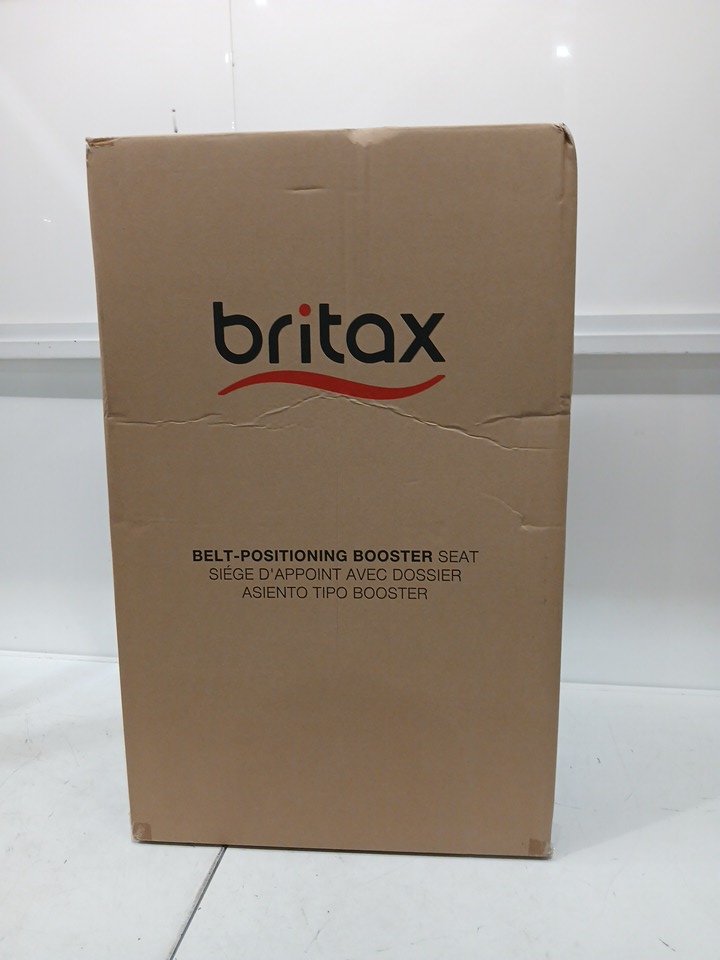 britax
BELT-POSITIONING BOOSTER SEAT
SIÉGE D'APPOINT AVEC DOSSIER
ASIENTO TIPO BOOSTER